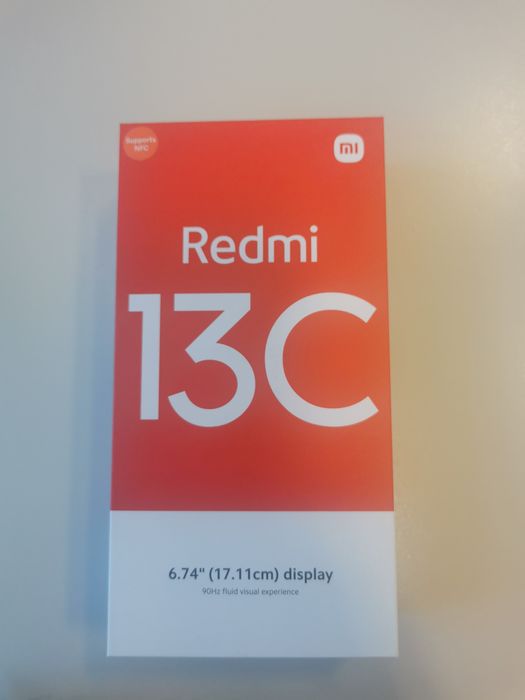 Supports
NFC
mi
Redmi
13C
6.74" (17.11cm) display
90Hz fluid visual experience